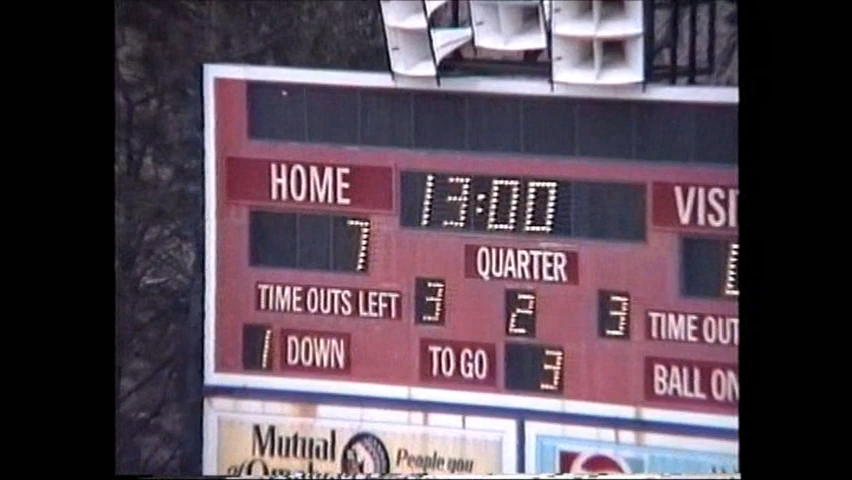 HOME 13:00 VISI
7 QUARTER
TIME OUTS LEFT 3 2 3 TIME OUT
1 DOWN TO GO 3 BALL ON
Mutual
People you